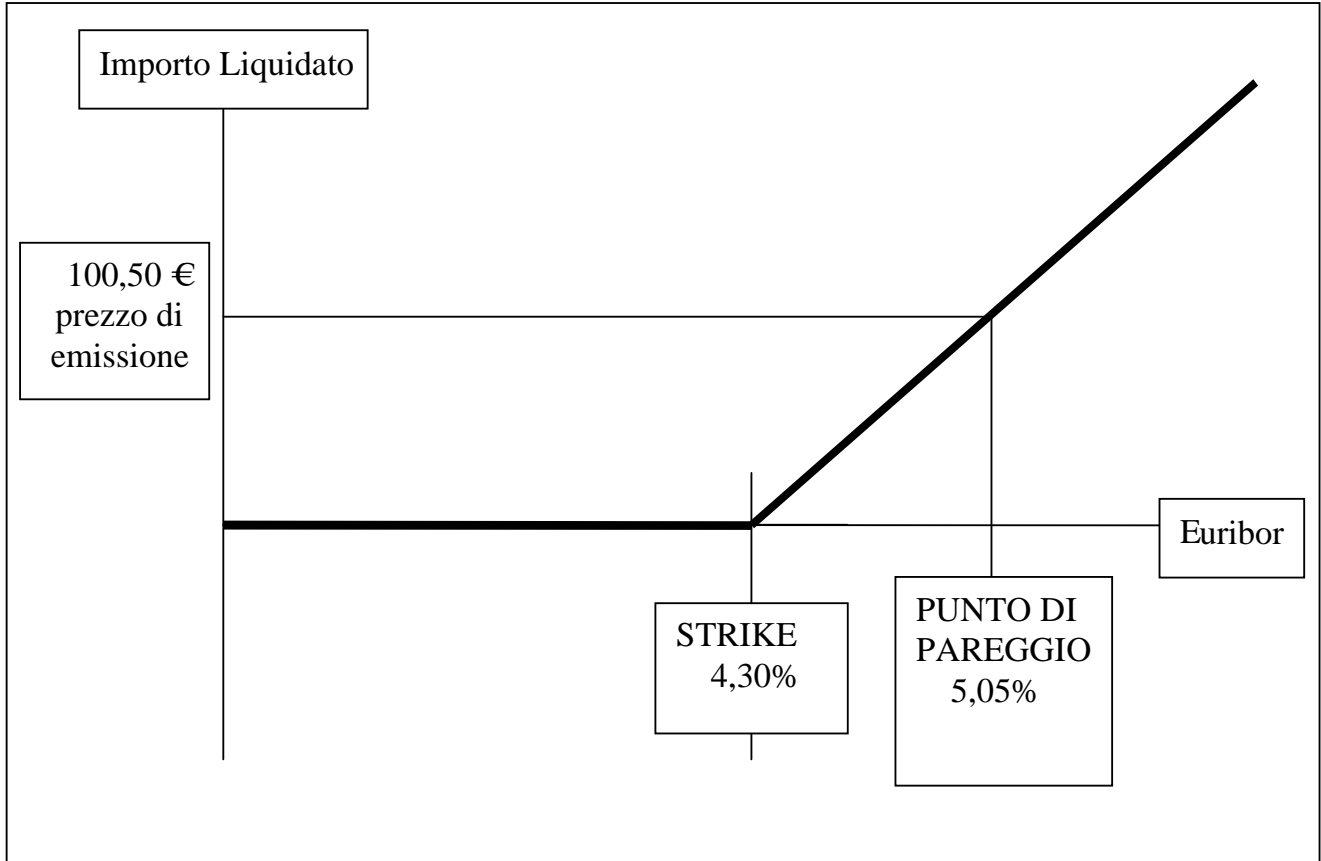 Importo Liquidato
100,50 €
prezzo di
emissione
Euribor
STRIKE
4,30%
PUNTO DI
PAREGGIO
5,05%